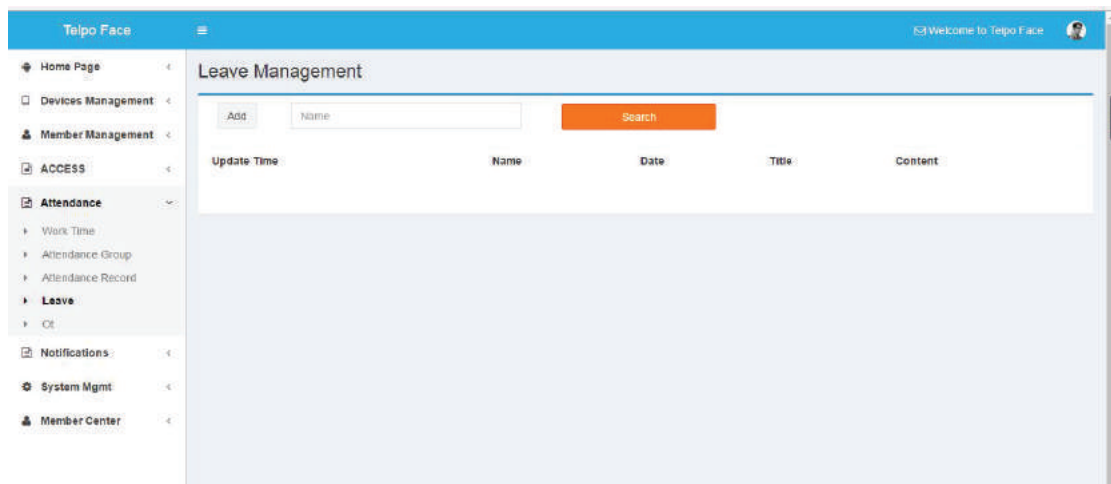 Telpo Face
Welcome to Telpo Face
Home Page
Devices Management
Member Management
ACCESS
Attendance
Work Time
Attendance Group
Attendance Record
Leave
Ot
Notifications
System Mgmt
Member Center
Leave Management
Add Name Search
Update Time Name Date Title Content